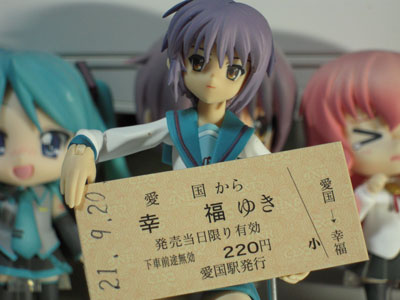 21.-9.20
愛国から
幸福ゆき
発売当日限り有効
下車前途無効 220円
愛国駅発行
小
愛国→幸福